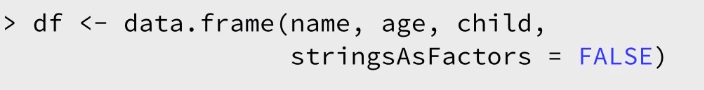 > df <- data.frame(name, age, child,
stringsAsFactors = FALSE)